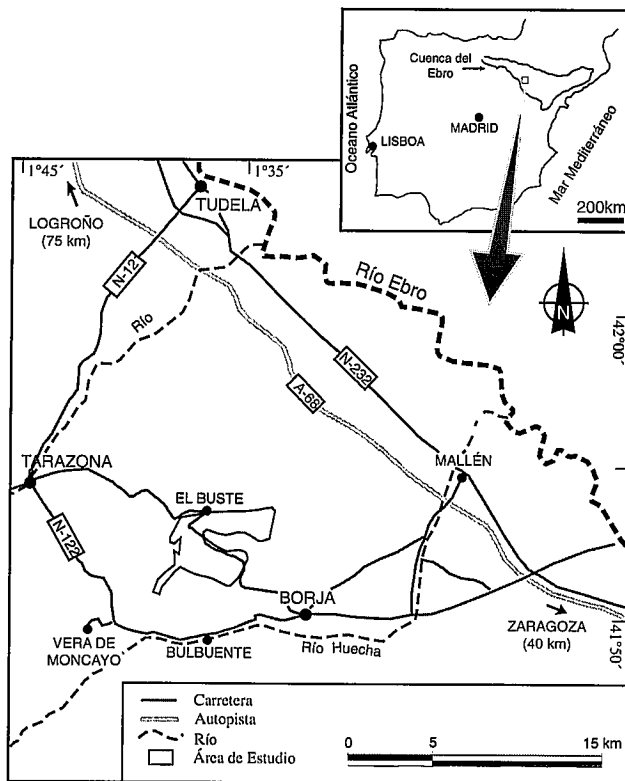 Oceano Atlántico
Cuenca del
Ebro
MADRID
LISBOA
Mar Mediterráneo
200km
1°45´
1°35´
TUDELA
LOGROÑO
(75 km)
N-12
Río
Río Ebro
N
42°00´
N-232
A-68
TARAZONA
MALLÉN
EL BUSTE
N-122
BORJA
ZARAGOZA
(40 km)
41°50´
VERA DE
MONCAYO
BULBUENTE
Río Huecha
Carretera
Autopista
Río
Área de Estudio
0 5 15 km